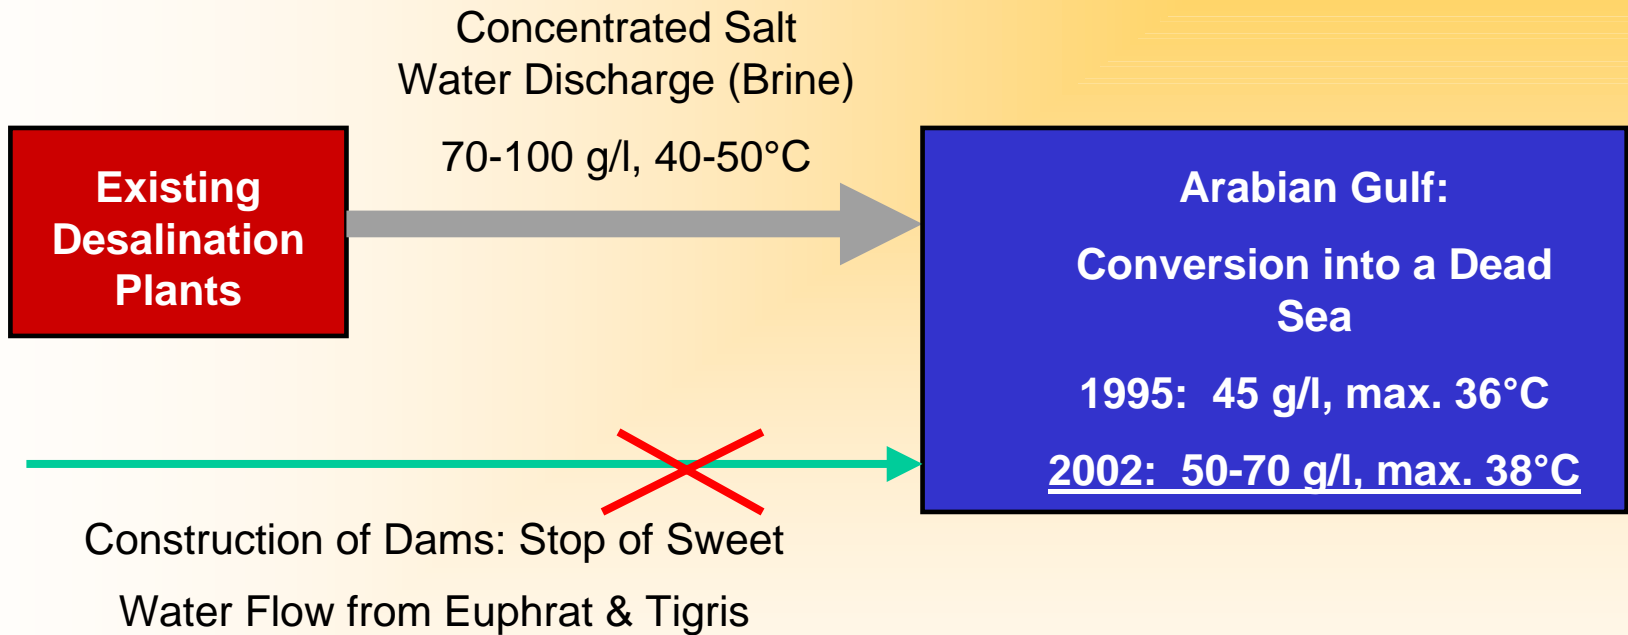 Concentrated Salt
Water Discharge (Brine)
70-100 g/l, 40-50°C
Existing
Desalination
Plants
Arabian Gulf:
Conversion into a Dead
Sea
1995:  45 g/l, max. 36°C
2002:  50-70 g/l, max. 38°C
Construction of Dams: Stop of Sweet
Water Flow from Euphrat & Tigris